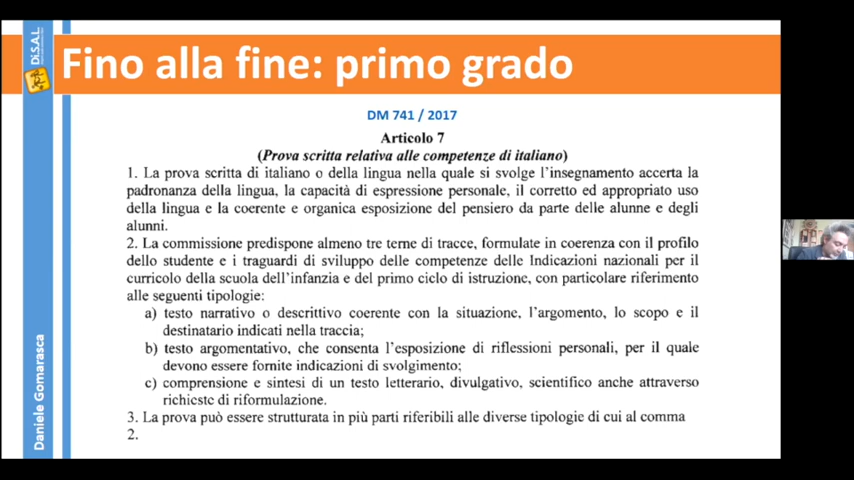 Di.S.A.L.
Fino alla fine: primo grado
DM 741 / 2017
Articolo 7
(Prova scritta relativa alle competenze di italiano)
1. La prova scritta di italiano o della lingua nella quale si svolge l'insegnamento accerta la
padronanza della lingua, la capacità di espressione personale, il corretto ed appropriato uso
della lingua e la coerente e organica esposizione del pensiero da parte delle alunne e degli
alunni.
2. La commissione predispone almeno tre terne di tracce, formulate in coerenza con il profilo
dello studente e i traguardi di sviluppo delle competenze delle Indicazioni nazionali per il
curricolo della scuola dell'infanzia e del primo ciclo di istruzione, con particolare riferimento
alle seguenti tipologie:
a) testo narrativo o descrittivo coerente con la situazione, l'argomento, lo scopo e il
destinatario indicati nella traccia;
b) testo argomentativo, che consenta l'esposizione di riflessioni personali, per il quale
devono essere fornite indicazioni di svolgimento;
c) comprensione e sintesi di un testo letterario, divulgativo, scientifico anche attraverso
richieste di riformulazione.
3. La prova può essere strutturata in più parti riferibili alle diverse tipologie di cui al comma
2.
Daniele Gomarasca